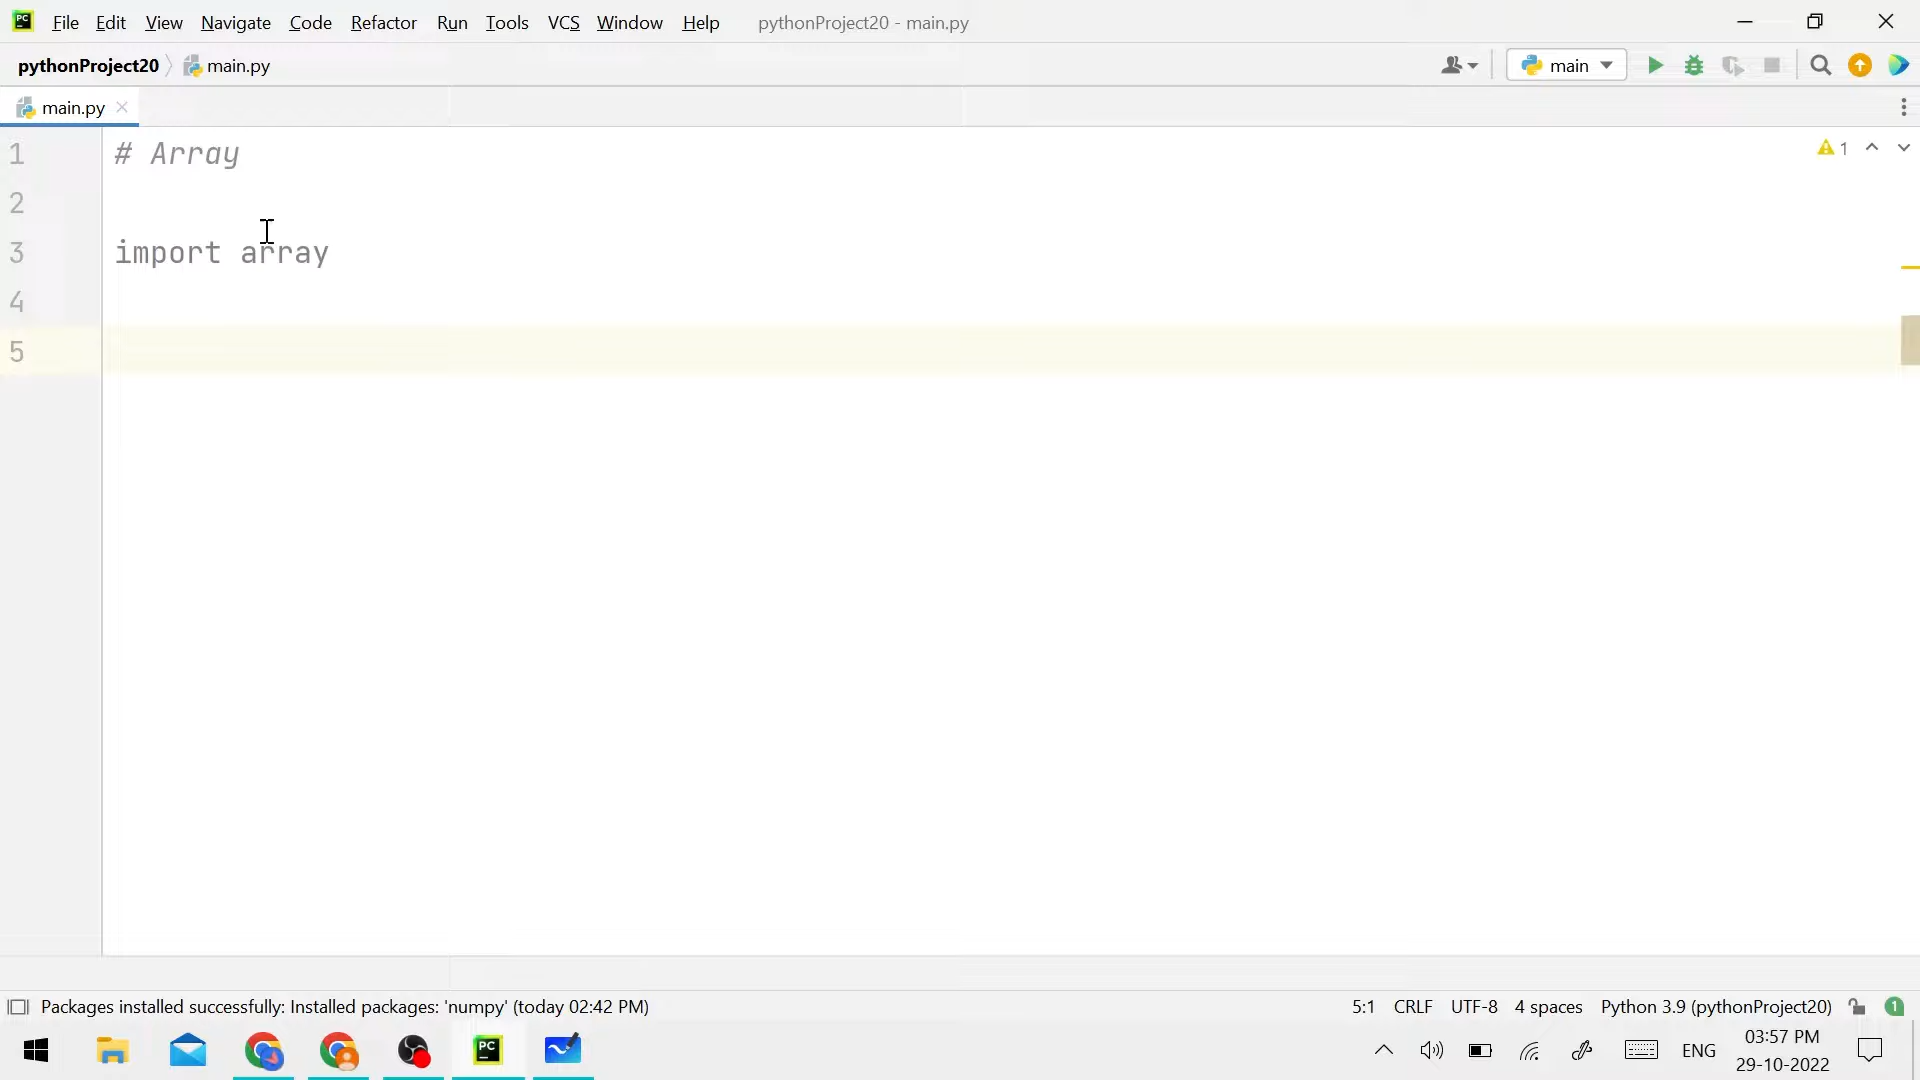 PC File Edit View Navigate Code Refactor Run Tools VCS Window Help pythonProject20 - main.py
pythonProject20 main.py main
main.py
1 # Array 1
2
3 import array
4
5
Packages installed successfully: Installed packages: 'numpy' (today 02:42 PM) 5:1 CRLF UTF-8 4 spaces Python 3.9 (pythonProject20) 1
PC ENG 03:57 PM
29-10-2022